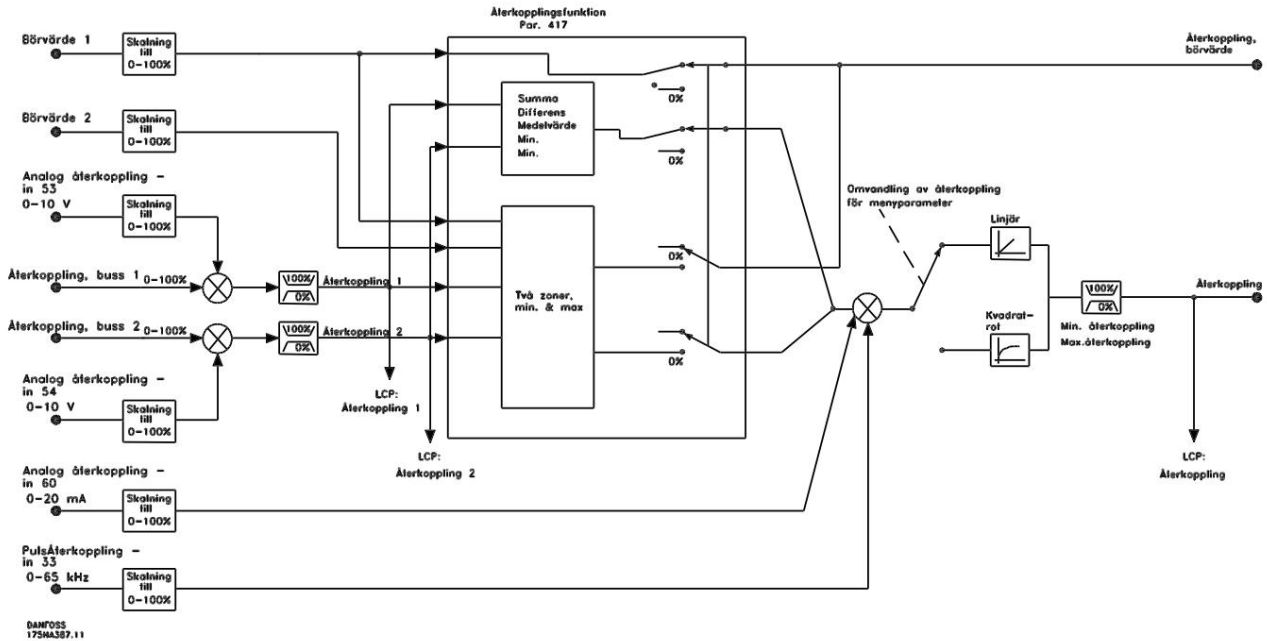 Återkopplingsfunktion
Par. 417
Börvärde 1
Skalning
till
0-100%
Återkoppling,
börvärde
0%
Summa
Differens
Medelvärde
Min.
Min.
0%
Börvärde 2
Skalning
till
0-100%
Analog återkoppling -
in 53
0-10 V
Skalning
till
0-100%
Omvandling av återkoppling
för menyparameter
Linjär
0%
Två zoner,
min. & max
0%
Återkoppling, buss 1
0-100%
100%
0%
Återkoppling 1
Återkoppling, buss 2
0-100%
100%
0%
Återkoppling 2
Kvadrat-
rot
100%
0%
Min. återkoppling
Max.återkoppling
Återkoppling
Analog återkoppling -
in 54
0-10 V
Skalning
till
0-100%
LCP:
Återkoppling 1
LCP:
Återkoppling 2
LCP:
Återkoppling
Analog återkoppling -
in 60
0-20 mA
Skalning
till
0-100%
PulsÅterkoppling -
in 33
0-65 kHz
Skalning
till
0-100%
DANFOSS
175HA387.11